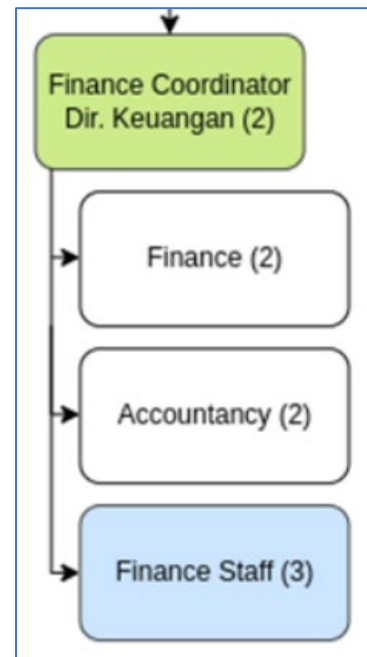 Finance Coordinator
Dir. Keuangan (2)
Finance (2)
Accountancy (2)
Finance Staff (3)